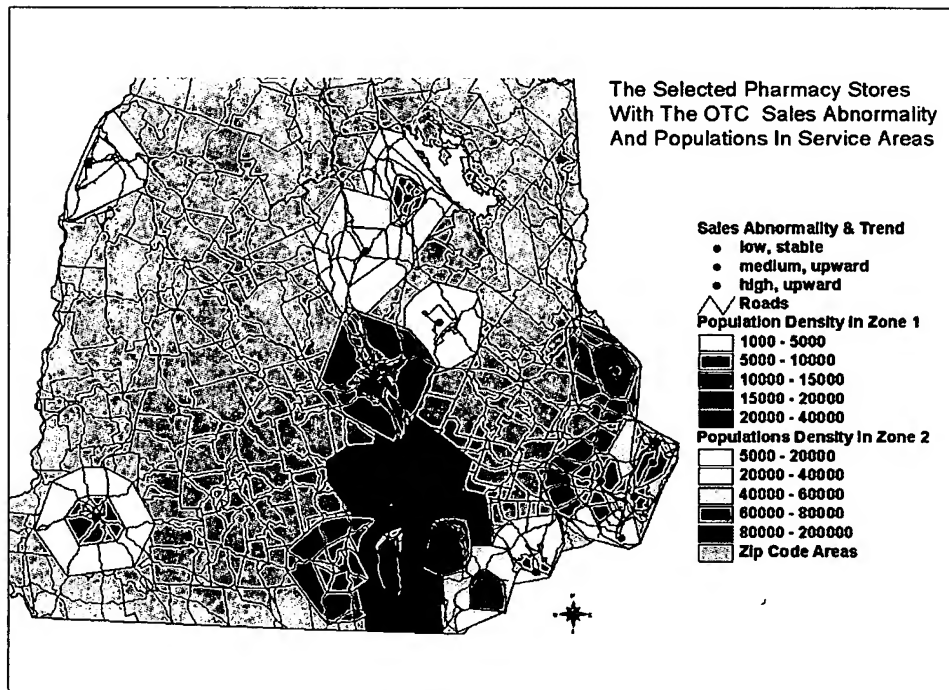 The Selected Pharmacy Stores
With The OTC Sales Abnormality
And Populations In Service Areas
Sales Abnormality & Trend
low, stable
medium, upward
high, upward
Roads
Population Density in Zone 1
1000 - 5000
5000 - 10000
10000 - 15000
15000 - 20000
20000 - 40000
Populations Density in Zone 2
5000 - 20000
20000 - 40000
40000 - 60000
60000 - 80000
80000 - 200000
Zip Code Areas